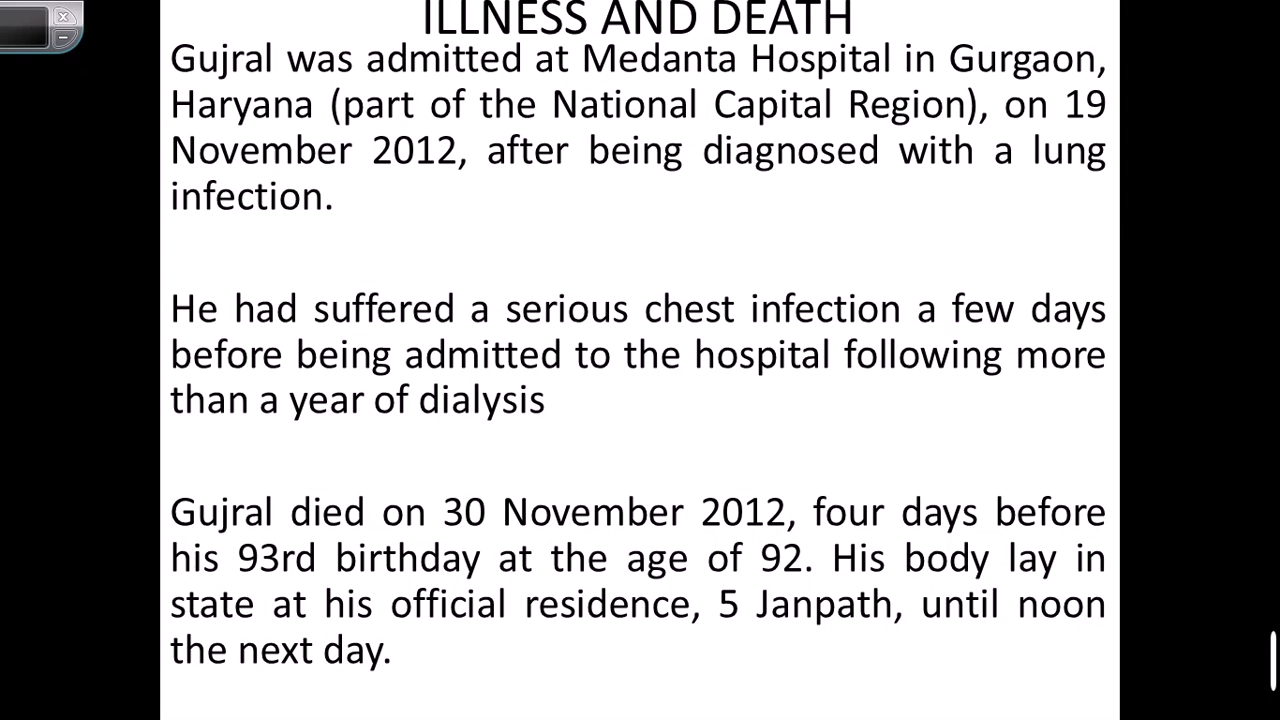 ILLNESS AND DEATH
Gujral was admitted at Medanta Hospital in Gurgaon,
Haryana (part of the National Capital Region), on 19
November 2012, after being diagnosed with a lung
infection.
He had suffered a serious chest infection a few days
before being admitted to the hospital following more
than a year of dialysis
Gujral died on 30 November 2012, four days before
his 93rd birthday at the age of 92. His body lay in
state at his official residence, 5 Janpath, until noon
the next day.